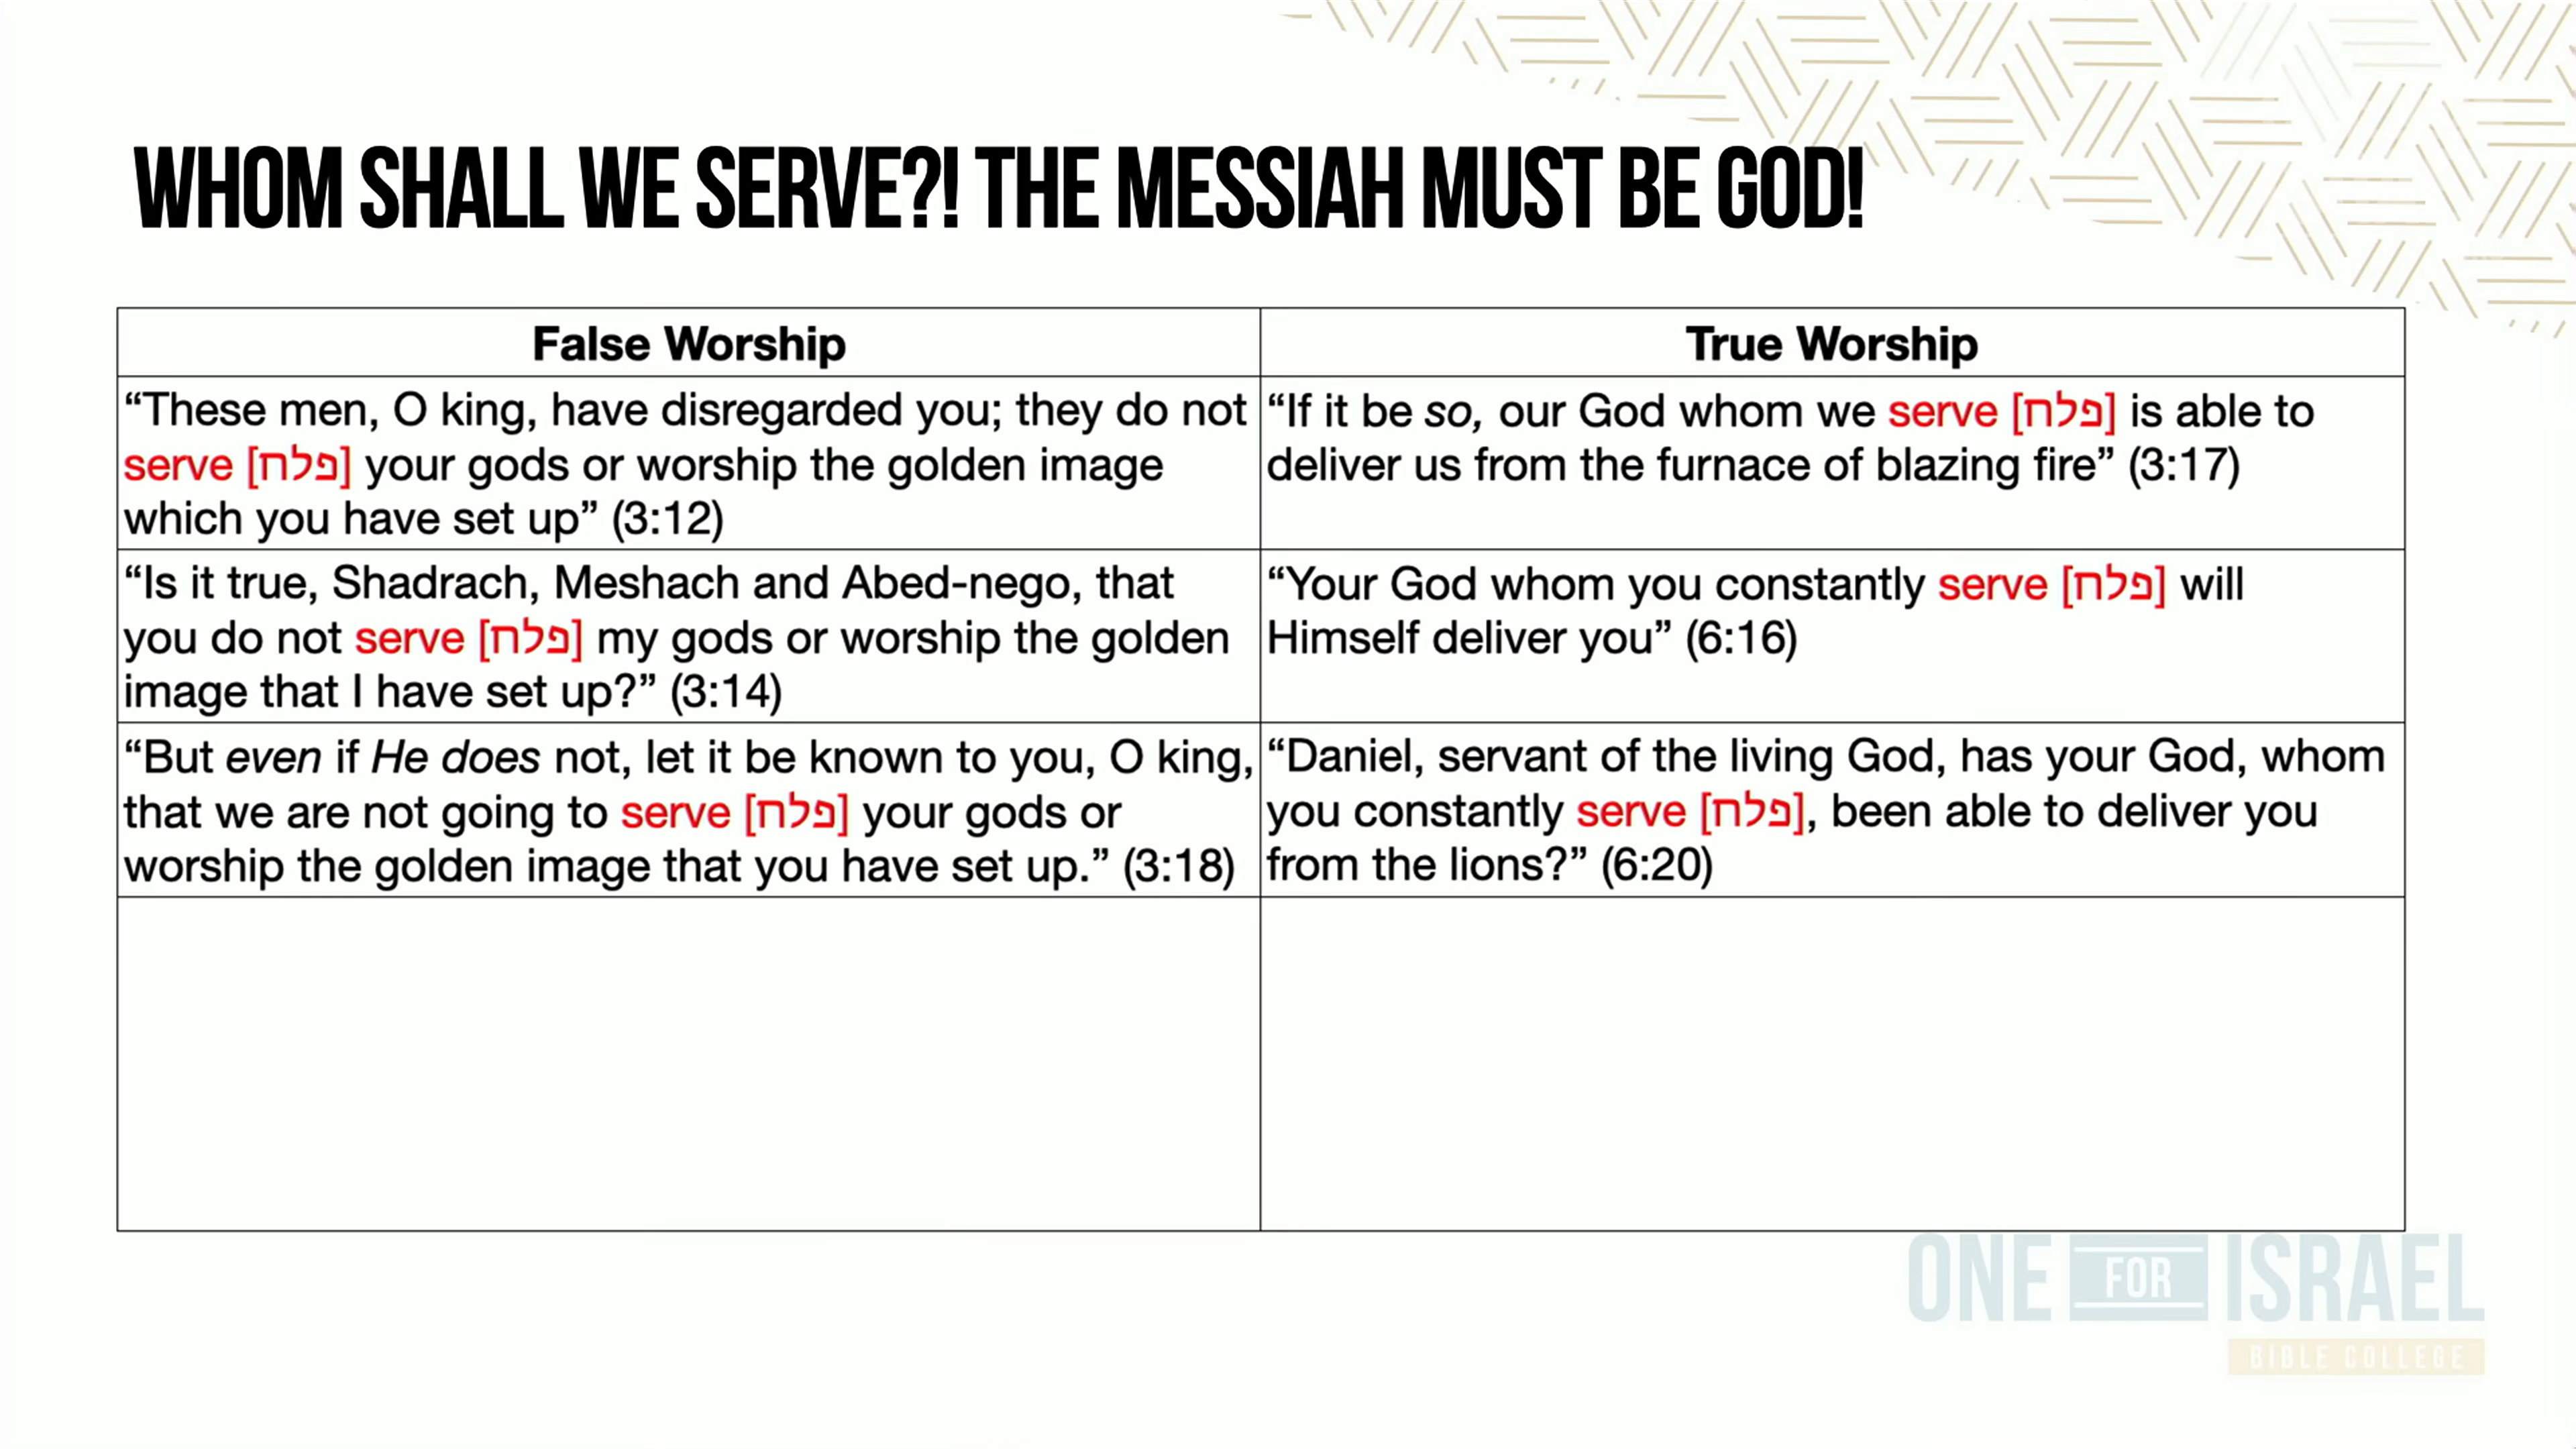 WHOM SHALL WE SERVE?! THE MESSIAH MUST BE GOD!
False Worship
True Worship
“These men, O king, have disregarded you; they do not
serve [פלח] your gods or worship the golden image
which you have set up” (3:12)
“If it be so, our God whom we serve [פלח] is able to
deliver us from the furnace of blazing fire” (3:17)
“Is it true, Shadrach, Meshach and Abed-nego, that
you do not serve [פלח] my gods or worship the golden
image that I have set up?” (3:14)
“Your God whom you constantly serve [פלח] will
Himself deliver you” (6:16)
“But even if He does not, let it be known to you, O king,
that we are not going to serve [פלח] your gods or
worship the golden image that you have set up.” (3:18)
“Daniel, servant of the living God, has your God, whom
you constantly serve [פלח], been able to deliver you
from the lions?” (6:20)
ONE FOR ISRAEL
BIBLE COLLEGE